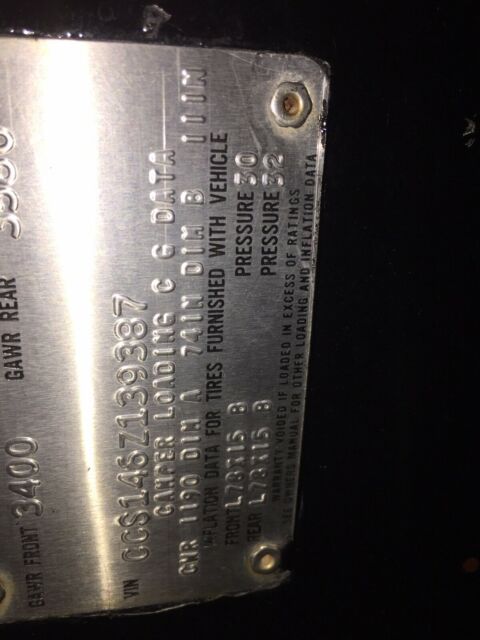 GAWR FRONT 3400 GAWR REAR
VIN CCS146Z139387
CAMPER LOADING C G DATA
CWR 1190 DIM A 74IN DIM B 11IN
INFLATION DATA FOR TIRES FURNISHED WITH VEHICLE
FRONT L78X15 B PRESSURE 30
REAR L78X15 B PRESSURE 32
WARRANTY VOIDED IF LOADED IN EXCESS OF RATINGS
SEE OWNERS MANUAL FOR OTHER LOADING AND INFLATION DATA